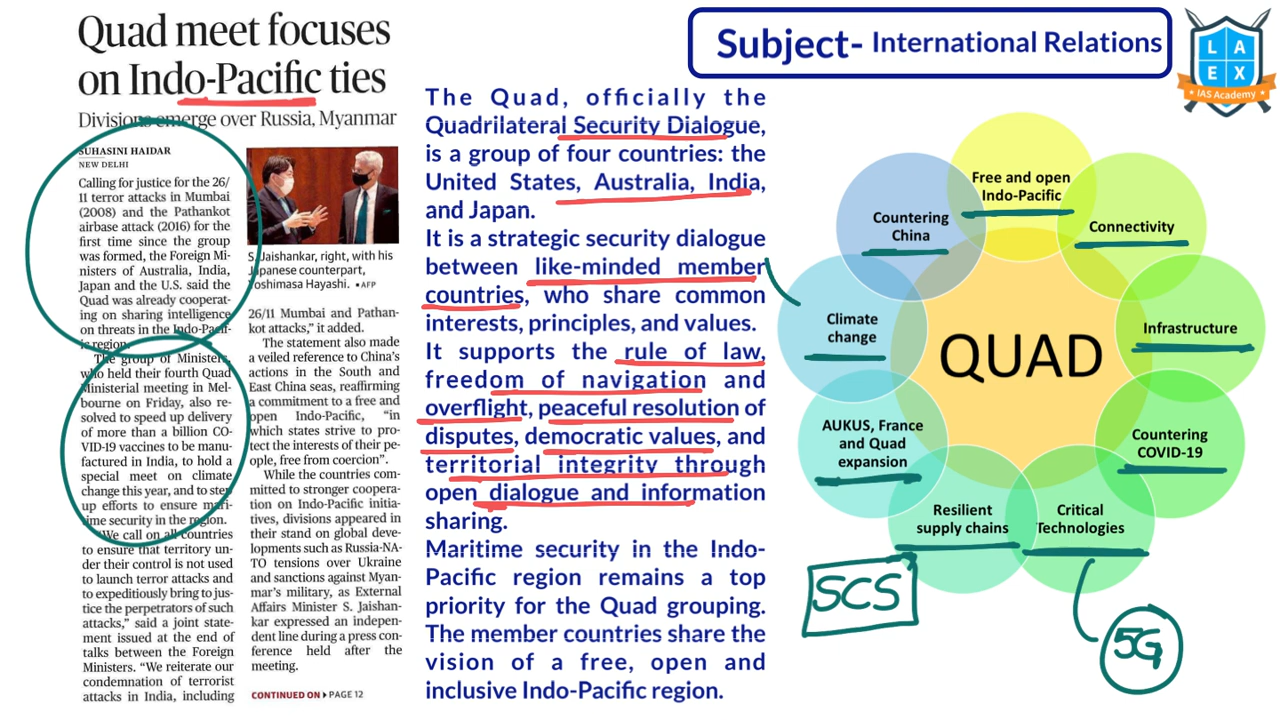 Quad meet focuses
on Indo-Pacific ties
Divisions emerge over Russia, Myanmar
SUHASINI HAIDAR
NEW DELHI
Calling for justice for the 26/
11 terror attacks in Mumbai
(2008) and the Pathankot
airbase attack (2016) for the
first time since the group
was formed, the Foreign Mi-
nisters of Australia, India,
Japan and the U.S. said the
Quad was already cooperat-
ing on sharing intelligence
on threats in the Indo-Pacif-
ic region.
The group of Ministers,
who held their fourth Quad
Ministerial meeting in Mel-
bourne on Friday, also re-
solved to speed up delivery
of more than a billion CO-
VID-19 vaccines to be manu-
factured in India, to hold a
special meet on climate
change this year, and to step
up efforts to ensure mari-
time security in the region.
“We call on all countries
to ensure that territory un-
der their control is not used
to launch terror attacks and
to expeditiously bring to jus-
tice the perpetrators of such
attacks,” said a joint state-
ment issued at the end of
talks between the Foreign
Ministers. “We reiterate our
condemnation of terrorist
attacks in India, including
S. Jaishankar, right, with his
Japanese counterpart,
Yoshimasa Hayashi. ▪AFP
26/11 Mumbai and Pathan-
kot attacks,” it added.
The statement also made
a veiled reference to China’s
actions in the South and
East China seas, reaffirming
a commitment to a free and
open Indo-Pacific, “in
which states strive to pro-
tect the interests of their pe-
ople, free from coercion”.
While the countries com-
mitted to stronger coopera-
tion on Indo-Pacific initia-
tives, divisions appeared in
their stand on global deve-
lopments such as Russia-NA-
TO tensions over Ukraine
and sanctions against Myan-
mar’s military, as External
Affairs Minister S. Jaishan-
kar expressed an indepen-
dent line during a press con-
ference held after the
meeting.
CONTINUED ON ▸ PAGE 12
The Quad, officially the
Quadrilateral Security Dialogue,
is a group of four countries: the
United States, Australia, India,
and Japan.
It is a strategic security dialogue
between like-minded member
countries, who share common
interests, principles, and values.
It supports the rule of law,
freedom of navigation and
overflight, peaceful resolution of
disputes, democratic values, and
territorial integrity through
open dialogue and information
sharing.
Maritime security in the Indo-
Pacific region remains a top
priority for the Quad grouping.
The member countries share the
vision of a free, open and
inclusive Indo-Pacific region.
Subject- International Relations
L A
E X
IAS Academy
QUAD
Free and open
Indo-Pacific
Connectivity
Infrastructure
Countering
COVID-19
Critical
Technologies
Resilient
supply chains
AUKUS, France
and Quad
expansion
Climate
change
Countering
China
SCS
5G